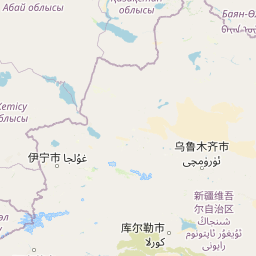 Абай облысы
Қазақстан
облысы
Баян-Ө
Жетісу
облысы
伊宁市 غۇلجا
乌鲁木齐市
ئۈرۈمچى
新疆维吾
尔自治区
شىنجاڭ
ئۇيغۇر ئاپتونوم
رايونى
库尔勒市
كورلا